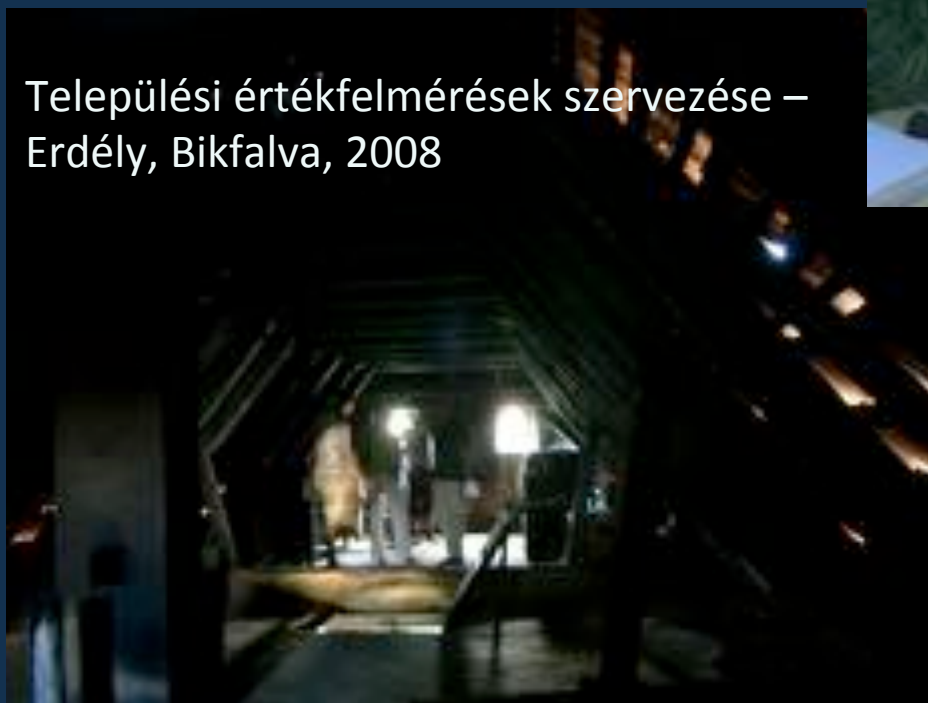 Települési értékfelmérések szervezése –
Erdély, Bikfalva, 2008